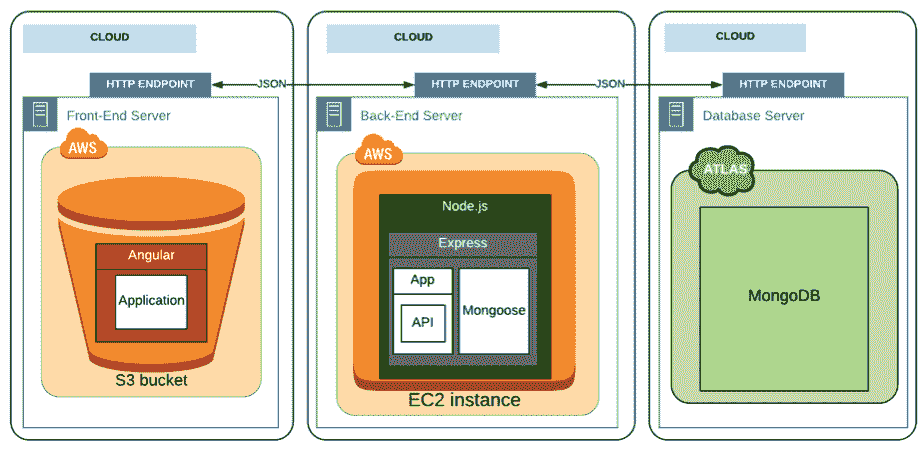 CLOUD
CLOUD
CLOUD
HTTP ENDPOINT
JSON
HTTP ENDPOINT
JSON
HTTP ENDPOINT
Front-End Server
Back-End Server
Database Server
AWS
AWS
ATLAS
Node.js
Express
Angular
Application
App
API
Mongoose
MongoDB
S3 bucket
EC2 instance